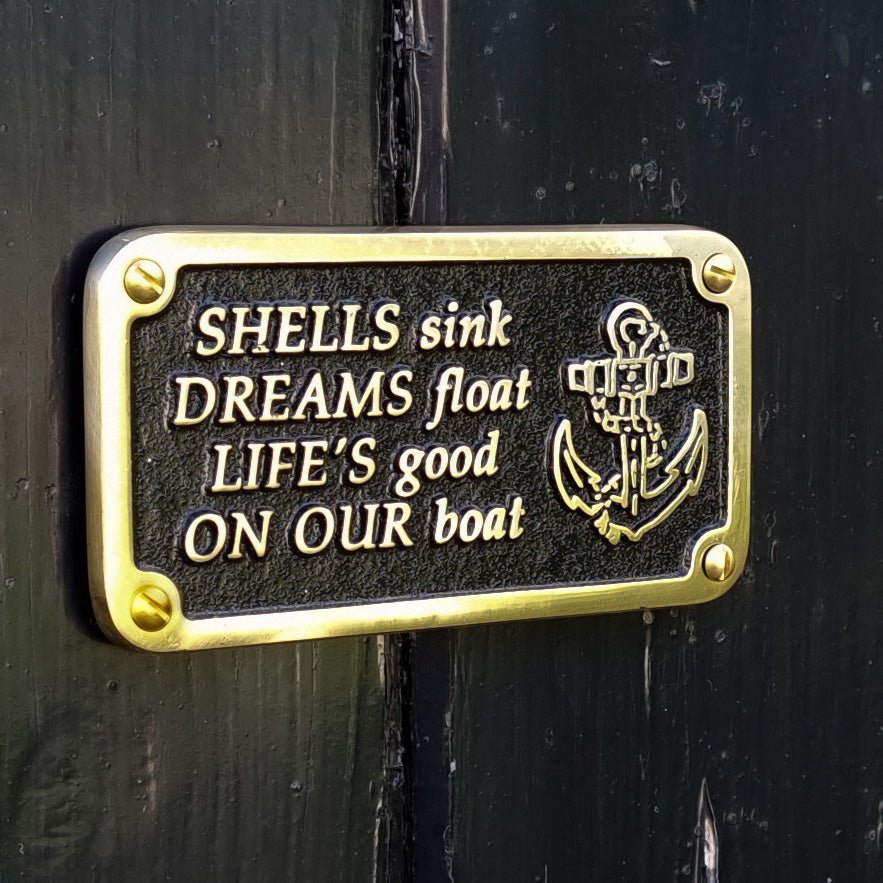 SHELLS sink
DREAMS float
LIFE'S good
ON OUR boat